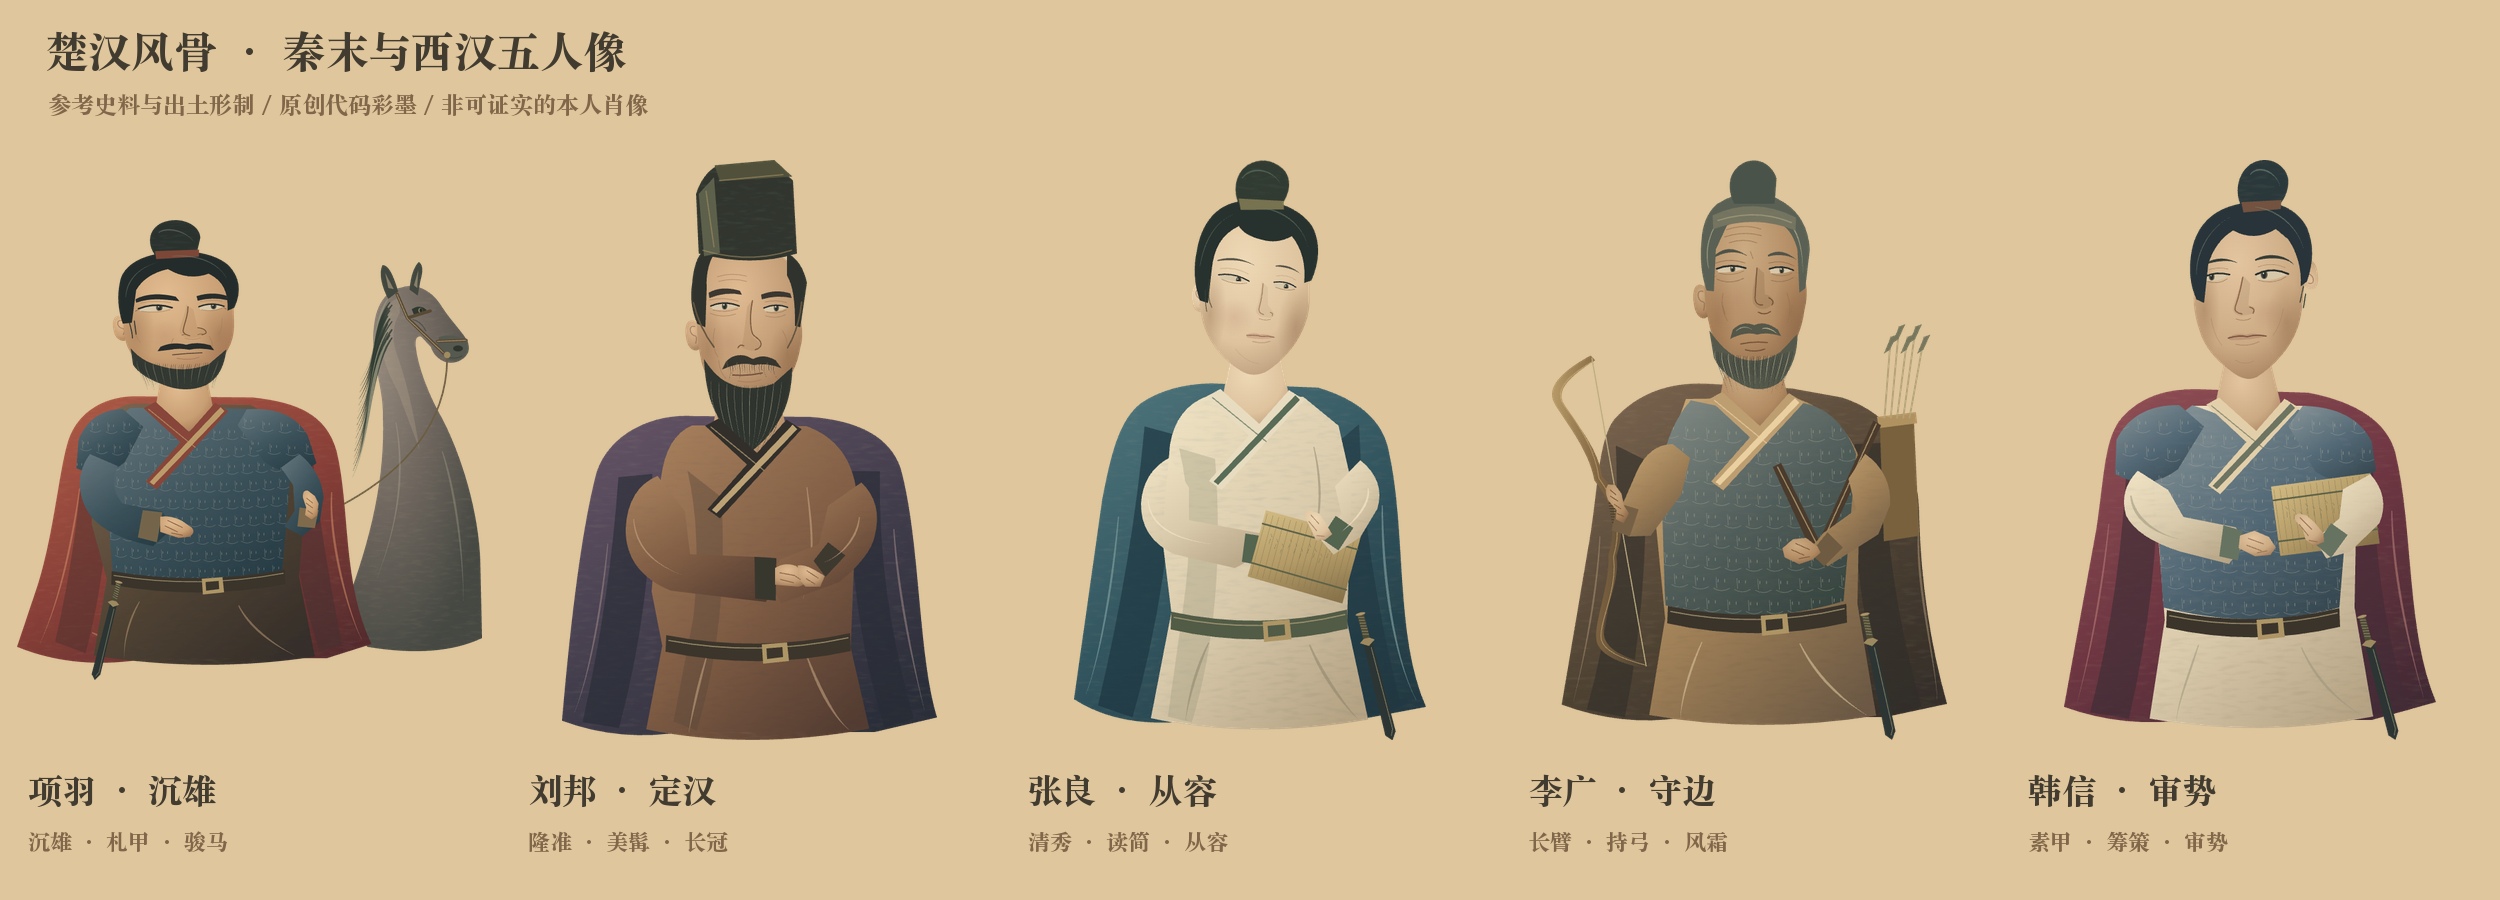 楚汉风骨 · 秦末与西汉五人像
参考史料与出土形制 / 原创代码彩墨 / 非可证实的本人肖像
项羽 · 沉雄
沉雄 · 札甲 · 骏马
刘邦 · 定汉
隆准 · 美髯 · 长冠
张良 · 从容
清秀 · 读简 · 从容
李广 · 守边
长臂 · 持弓 · 风霜
韩信 · 审势
素甲 · 筹策 · 审势